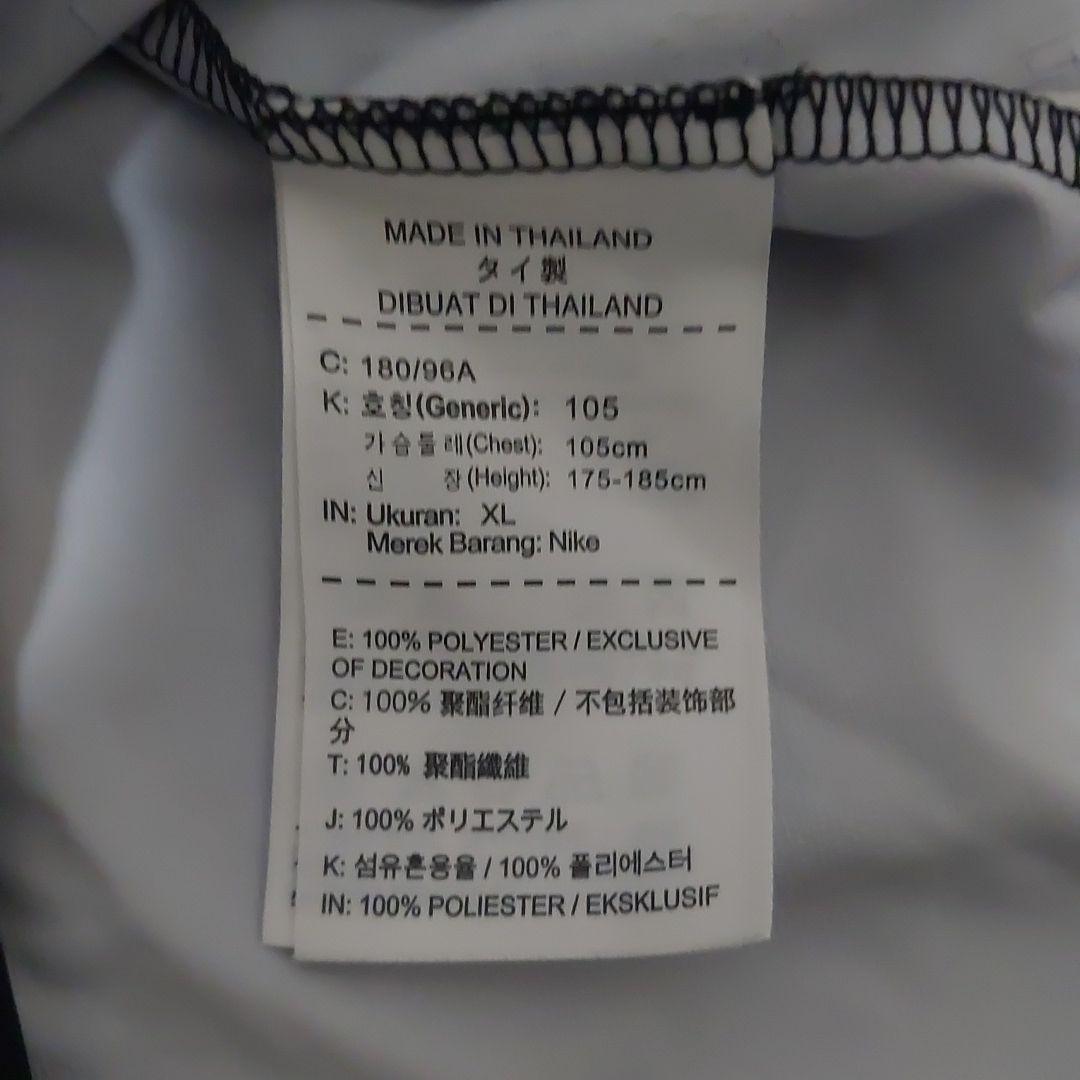 MADE IN THAILAND
タイ製
DIBUAT DI THAILAND
C: 180/96A
K: 호칭(Generic): 105
가슴둘레(Chest): 105cm
신 장(Height): 175-185cm
IN: Ukuran: XL
Merek Barang: Nike
E: 100% POLYESTER / EXCLUSIVE
OF DECORATION
C: 100% 聚酯纤维 / 不包括装饰部
分
T: 100% 聚酯纖維
J: 100% ポリエステル
K: 섬유혼용율 / 100% 폴리에스터
IN: 100% POLIESTER / EKSKLUSIF